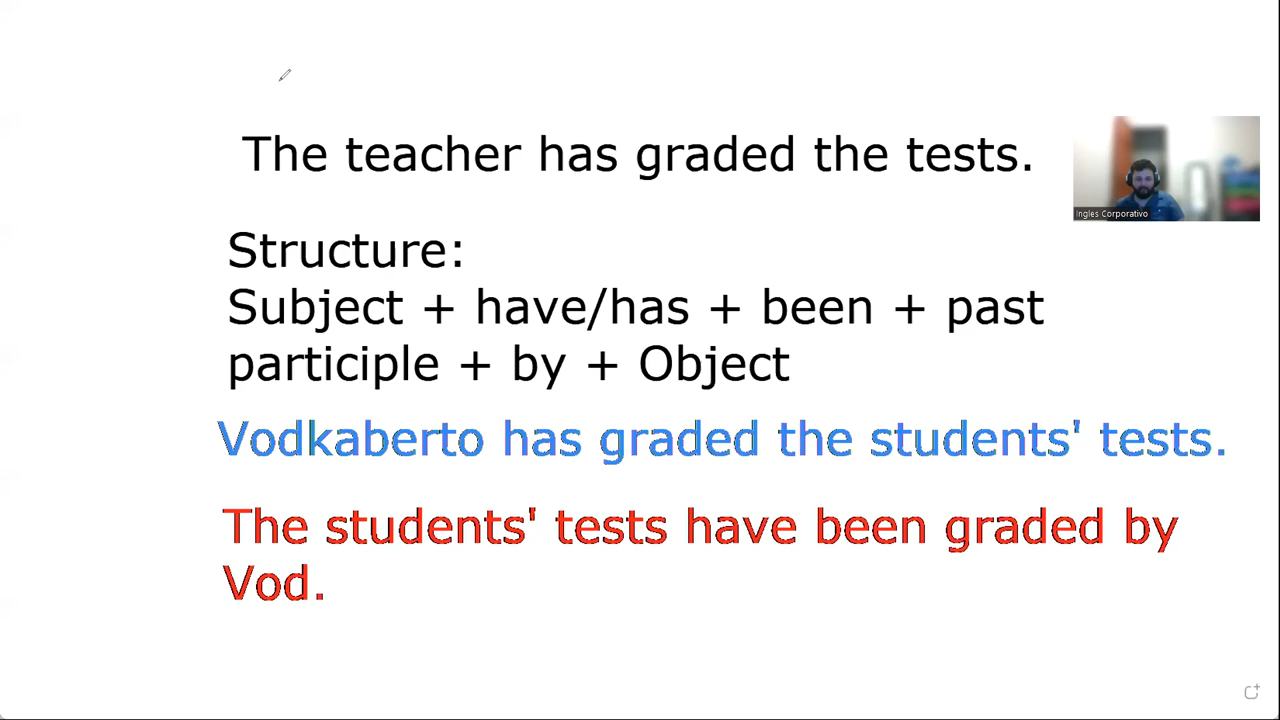 The teacher has graded the tests.
Ingles Corporativo
Structure:
Subject + have/has + been + past
participle + by + Object
Vodkaberto has graded the students' tests.
The students' tests have been graded by
Vod.